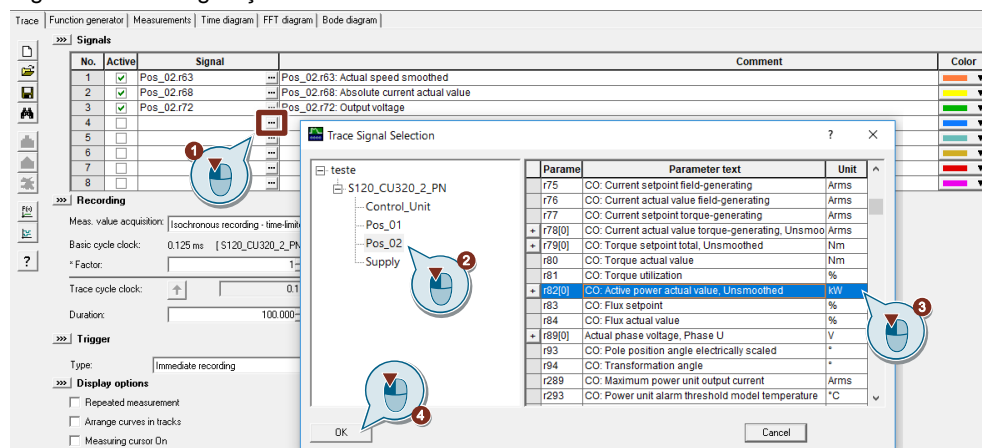 Trace Function generator Measurements Time diagram FFT diagram Bode diagram
>>> Signals
No. Active Signal Comment Color
1 Pos_02.r63 ... Pos_02.r63: Actual speed smoothed
2 Pos_02.r68 ... Pos_02.r68: Absolute current actual value
3 Pos_02.r72 ... Pos_02.r72: Output voltage
4 ...
5 ...
6 ...
7 ...
8 ...
1
>>> Recording
Meas. value acquisition: Isochronous recording - time-limite
Basic cycle clock: 0.125 ms [ S120_CU320_2_PN
* Factor: 1
Trace cycle clock: 0.1
Duration: 100.000
>>> Trigger
Type: Immediate recording
>>> Display options
Repeated measurement
Arrange curves in tracks
Measuring cursor On
F(x)
?
Trace Signal Selection ? ×
teste
S120_CU320_2_PN
Control_Unit
Pos_01
Pos_02
Supply
2
Parame Parameter text Unit
r75 CO: Current setpoint field-generating Arms
r76 CO: Current actual value field-generating Arms
r77 CO: Current setpoint torque-generating Arms
+ r78[0] CO: Current actual value torque-generating, Unsmoo Arms
+ r79[0] CO: Torque setpoint total, Unsmoothed Nm
r80 CO: Torque actual value Nm
r81 CO: Torque utilization %
+ r82[0] CO: Active power actual value, Unsmoothed kW
r83 CO: Flux setpoint %
r84 CO: Flux actual value %
+ r89[0] Actual phase voltage, Phase U V
r93 CO: Pole position angle electrically scaled °
r94 CO: Transformation angle °
r289 CO: Maximum power unit output current Arms
r293 CO: Power unit alarm threshold model temperature °C
3
4
OK Cancel